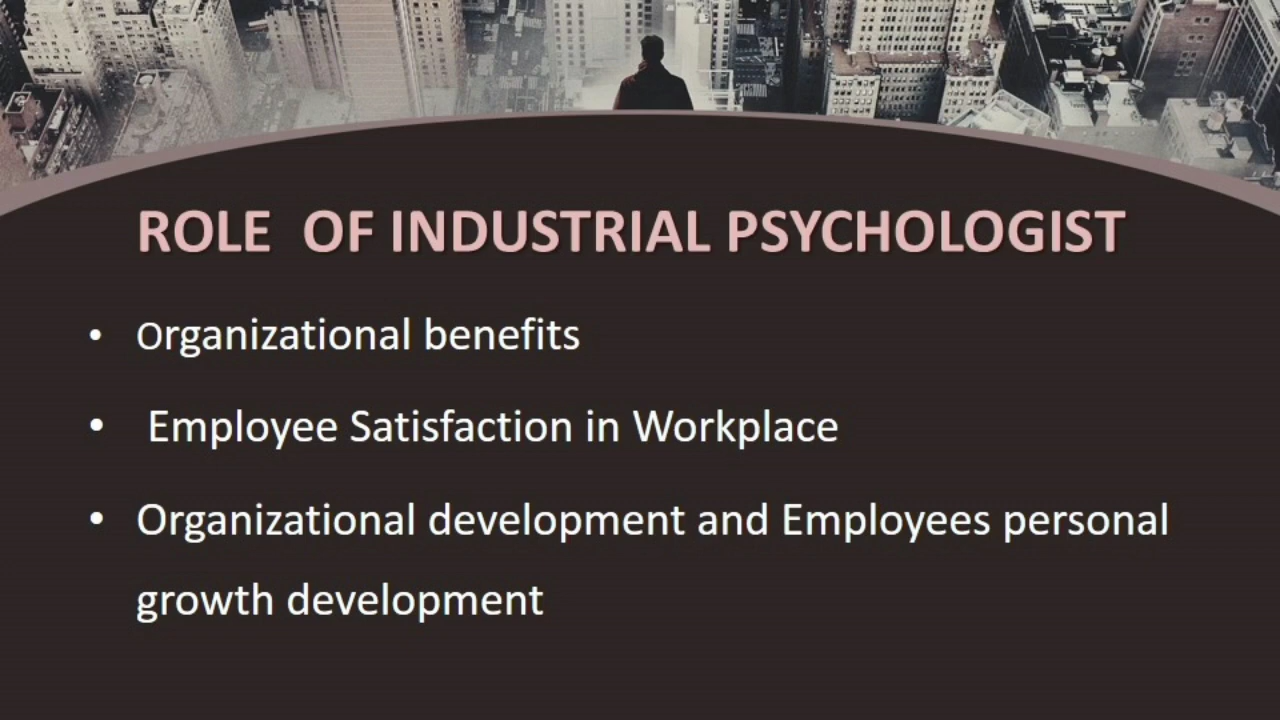 ROLE  OF INDUSTRIAL PSYCHOLOGIST
• Organizational benefits
•  Employee Satisfaction in Workplace
• Organizational development and Employees personal
growth development